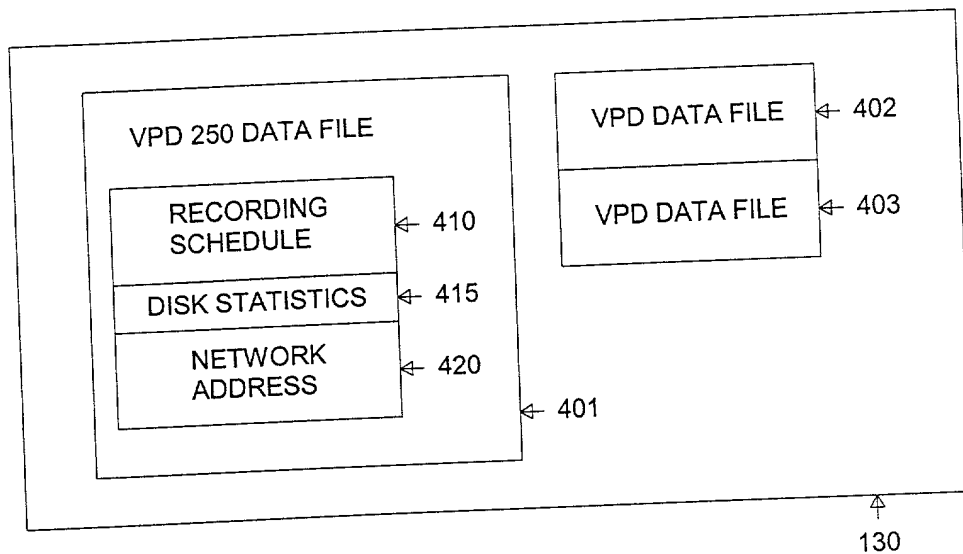 VPD 250 DATA FILE
RECORDING
SCHEDULE
410
DISK STATISTICS
415
NETWORK
ADDRESS
420
401
VPD DATA FILE
402
VPD DATA FILE
403
130